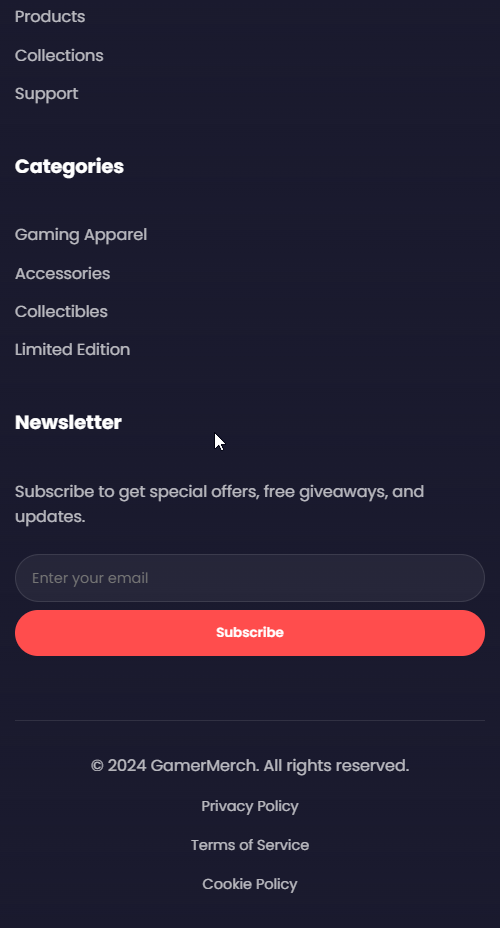 Products
Collections
Support
Categories
Gaming Apparel
Accessories
Collectibles
Limited Edition
Newsletter
Subscribe to get special offers, free giveaways, and
updates.
Enter your email
Subscribe
© 2024 GamerMerch. All rights reserved.
Privacy Policy
Terms of Service
Cookie Policy